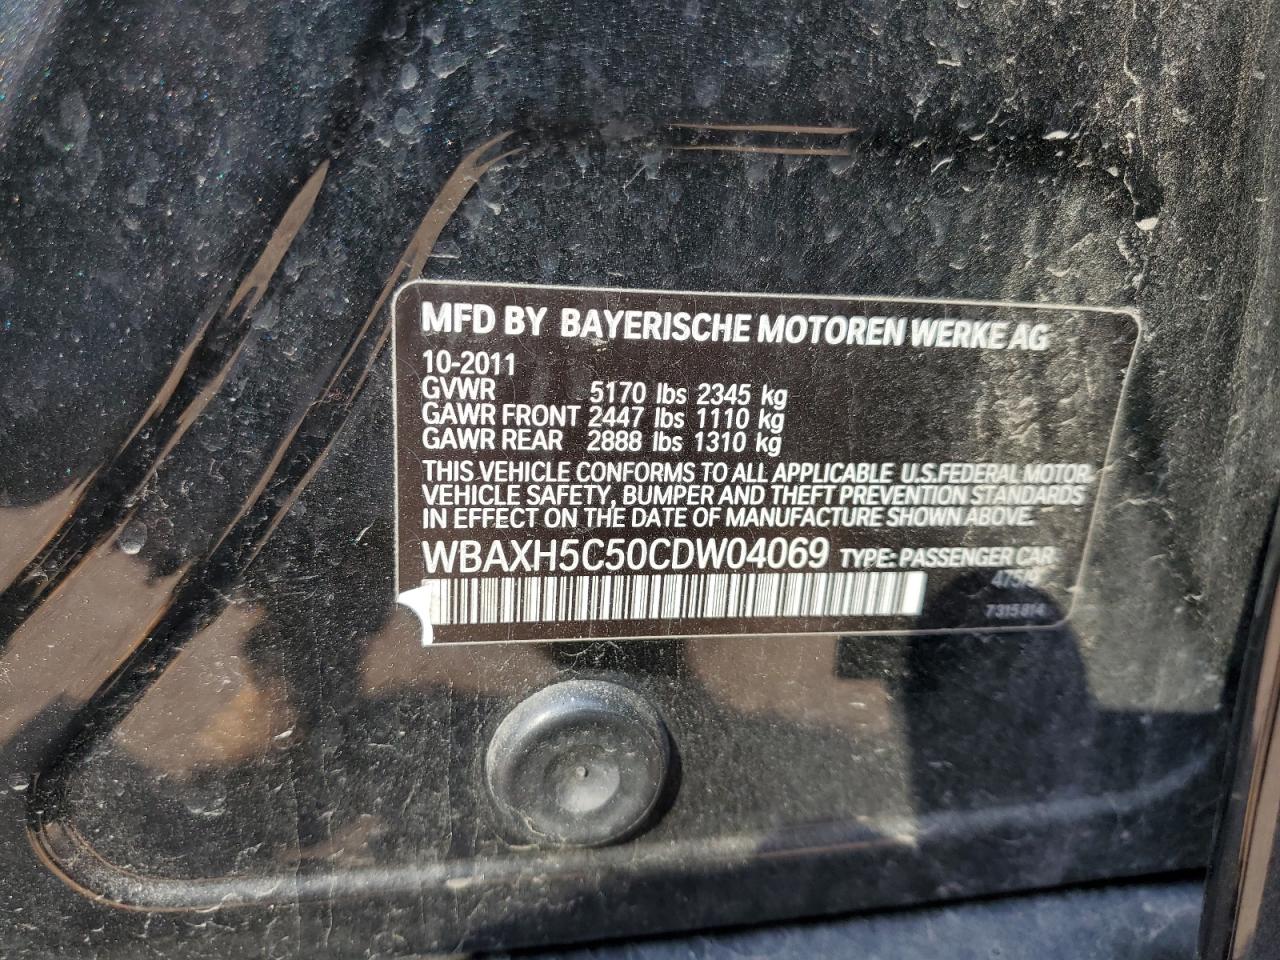 MFD BY BAYERISCHE MOTOREN WERKE AG
10-2011
GVWR 5170 lbs 2345 kg
GAWR FRONT 2447 lbs 1110 kg
GAWR REAR 2888 lbs 1310 kg
THIS VEHICLE CONFORMS TO ALL APPLICABLE U.S.FEDERAL MOTOR
VEHICLE SAFETY, BUMPER AND THEFT PREVENTION STANDARDS
IN EFFECT ON THE DATE OF MANUFACTURE SHOWN ABOVE.
WBAXH5C50CDW04069 TYPE: PASSENGER CAR
7315814